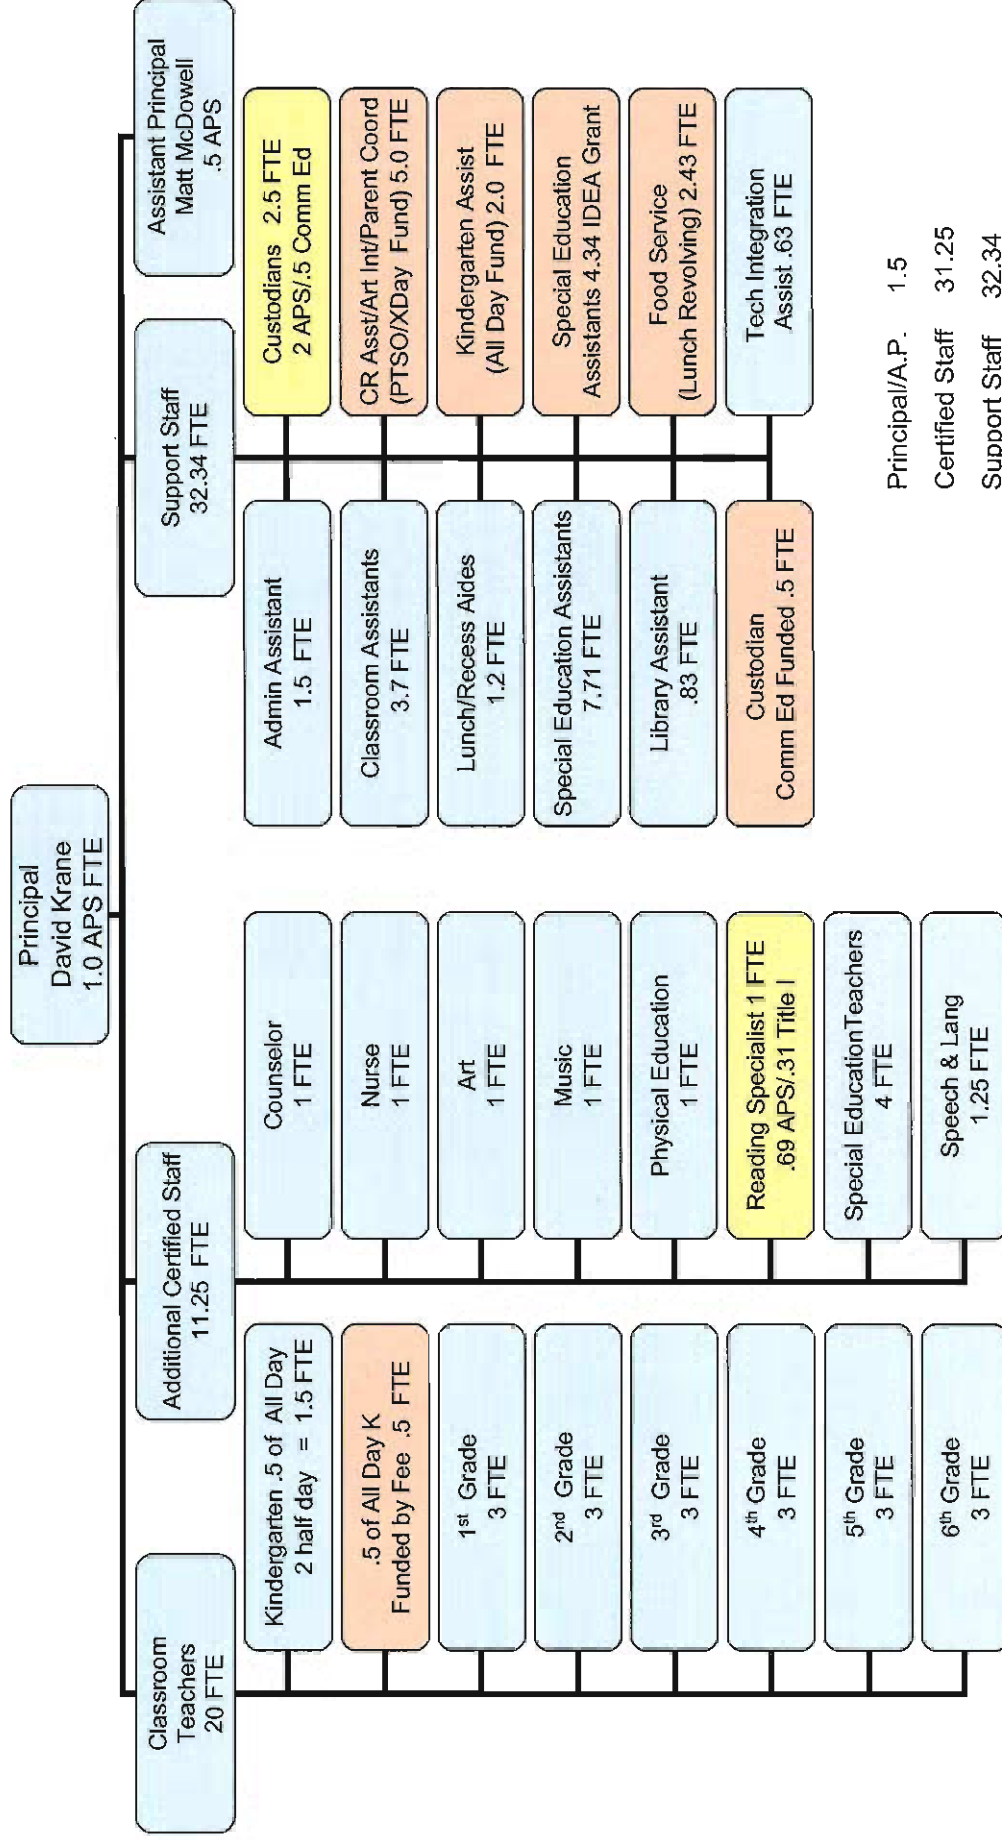 Principal
David Krane
1.0 APS FTE
Classroom
Teachers
20 FTE
Additional Certified Staff
11.25 FTE
Support Staff
32.34 FTE
Assistant Principal
Matt McDowell
.5 APS
Kindergarten .5 of All Day
2 half day = 1.5 FTE
.5 of All Day K
Funded by Fee .5 FTE
1st Grade
3 FTE
2nd Grade
3 FTE
3rd Grade
3 FTE
4th Grade
3 FTE
5th Grade
3 FTE
6th Grade
3 FTE
Counselor
1 FTE
Nurse
1 FTE
Art
1 FTE
Music
1 FTE
Physical Education
1 FTE
Reading Specialist 1 FTE
.69 APS/.31 Title I
Special EducationTeachers
4 FTE
Speech & Lang
1.25 FTE
Admin Assistant
1.5 FTE
Classroom Assistants
3.7 FTE
Lunch/Recess Aides
1.2 FTE
Special Education Assistants
7.71 FTE
Library Assistant
.83 FTE
Custodian
Comm Ed Funded .5 FTE
Custodians 2.5 FTE
2 APS/.5 Comm Ed
CR Asst/Art Int/Parent Coord
(PTSO/XDay Fund) 5.0 FTE
Kindergarten Assist
(All Day Fund) 2.0 FTE
Special Education
Assistants 4.34 IDEA Grant
Food Service
(Lunch Revolving) 2.43 FTE
Tech Integration
Assist .63 FTE
Principal/A.P. 1.5
Certified Staff 31.25
Support Staff 32.34